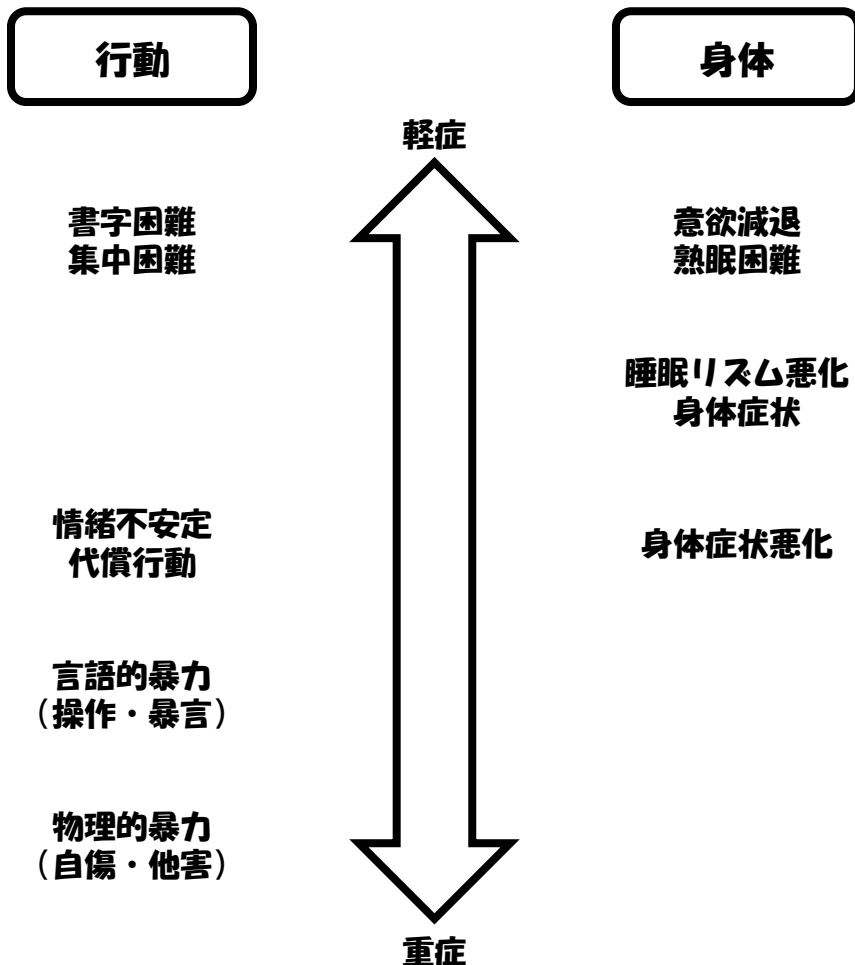 行動
身体
軽症
書字困難
集中困難
意欲減退
熟眠困難
睡眠リズム悪化
身体症状
情緒不安定
代償行動
身体症状悪化
言語的暴力
（操作・暴言）
物理的暴力
（自傷・他害）
重症